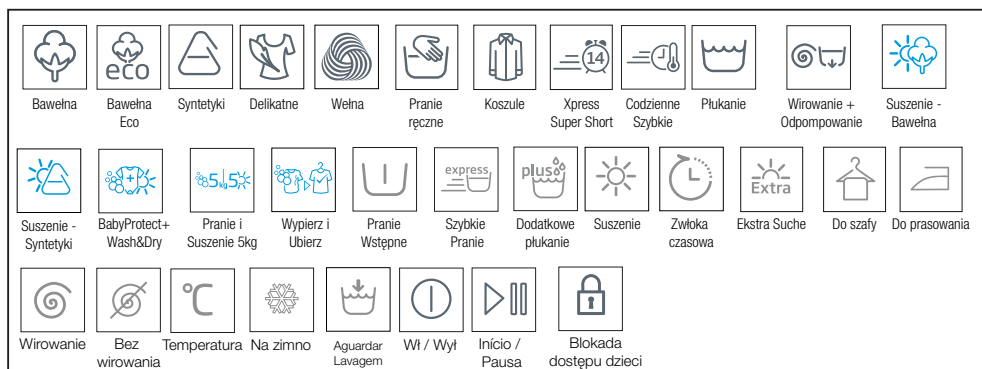 eco
14
Bawełna
Bawełna
Eco
Syntetyki
Delikatne
Wełna
Pranie
ręczne
Koszule
Xpress
Super Short
Codzienne
Szybkie
Płukanie
Wirowanie +
Odpompowanie
Suszenie -
Bawełna
5kg 5
express
plus
Extra
Suszenie -
Syntetyki
BabyProtect+
Wash&Dry
Pranie i
Suszenie 5kg
Wypierz i
Ubierz
Pranie
Wstępne
Szybkie
Pranie
Dodatkowe
płukanie
Suszenie
Zwłoka
czasowa
Ekstra Suche
Do szafy
Do prasowania
°C
Wirowanie
Bez
wirowania
Temperatura
Na zimno
Aguardar
Lavagem
Wł / Wył
Início /
Pausa
Blokada
dostępu dzieci